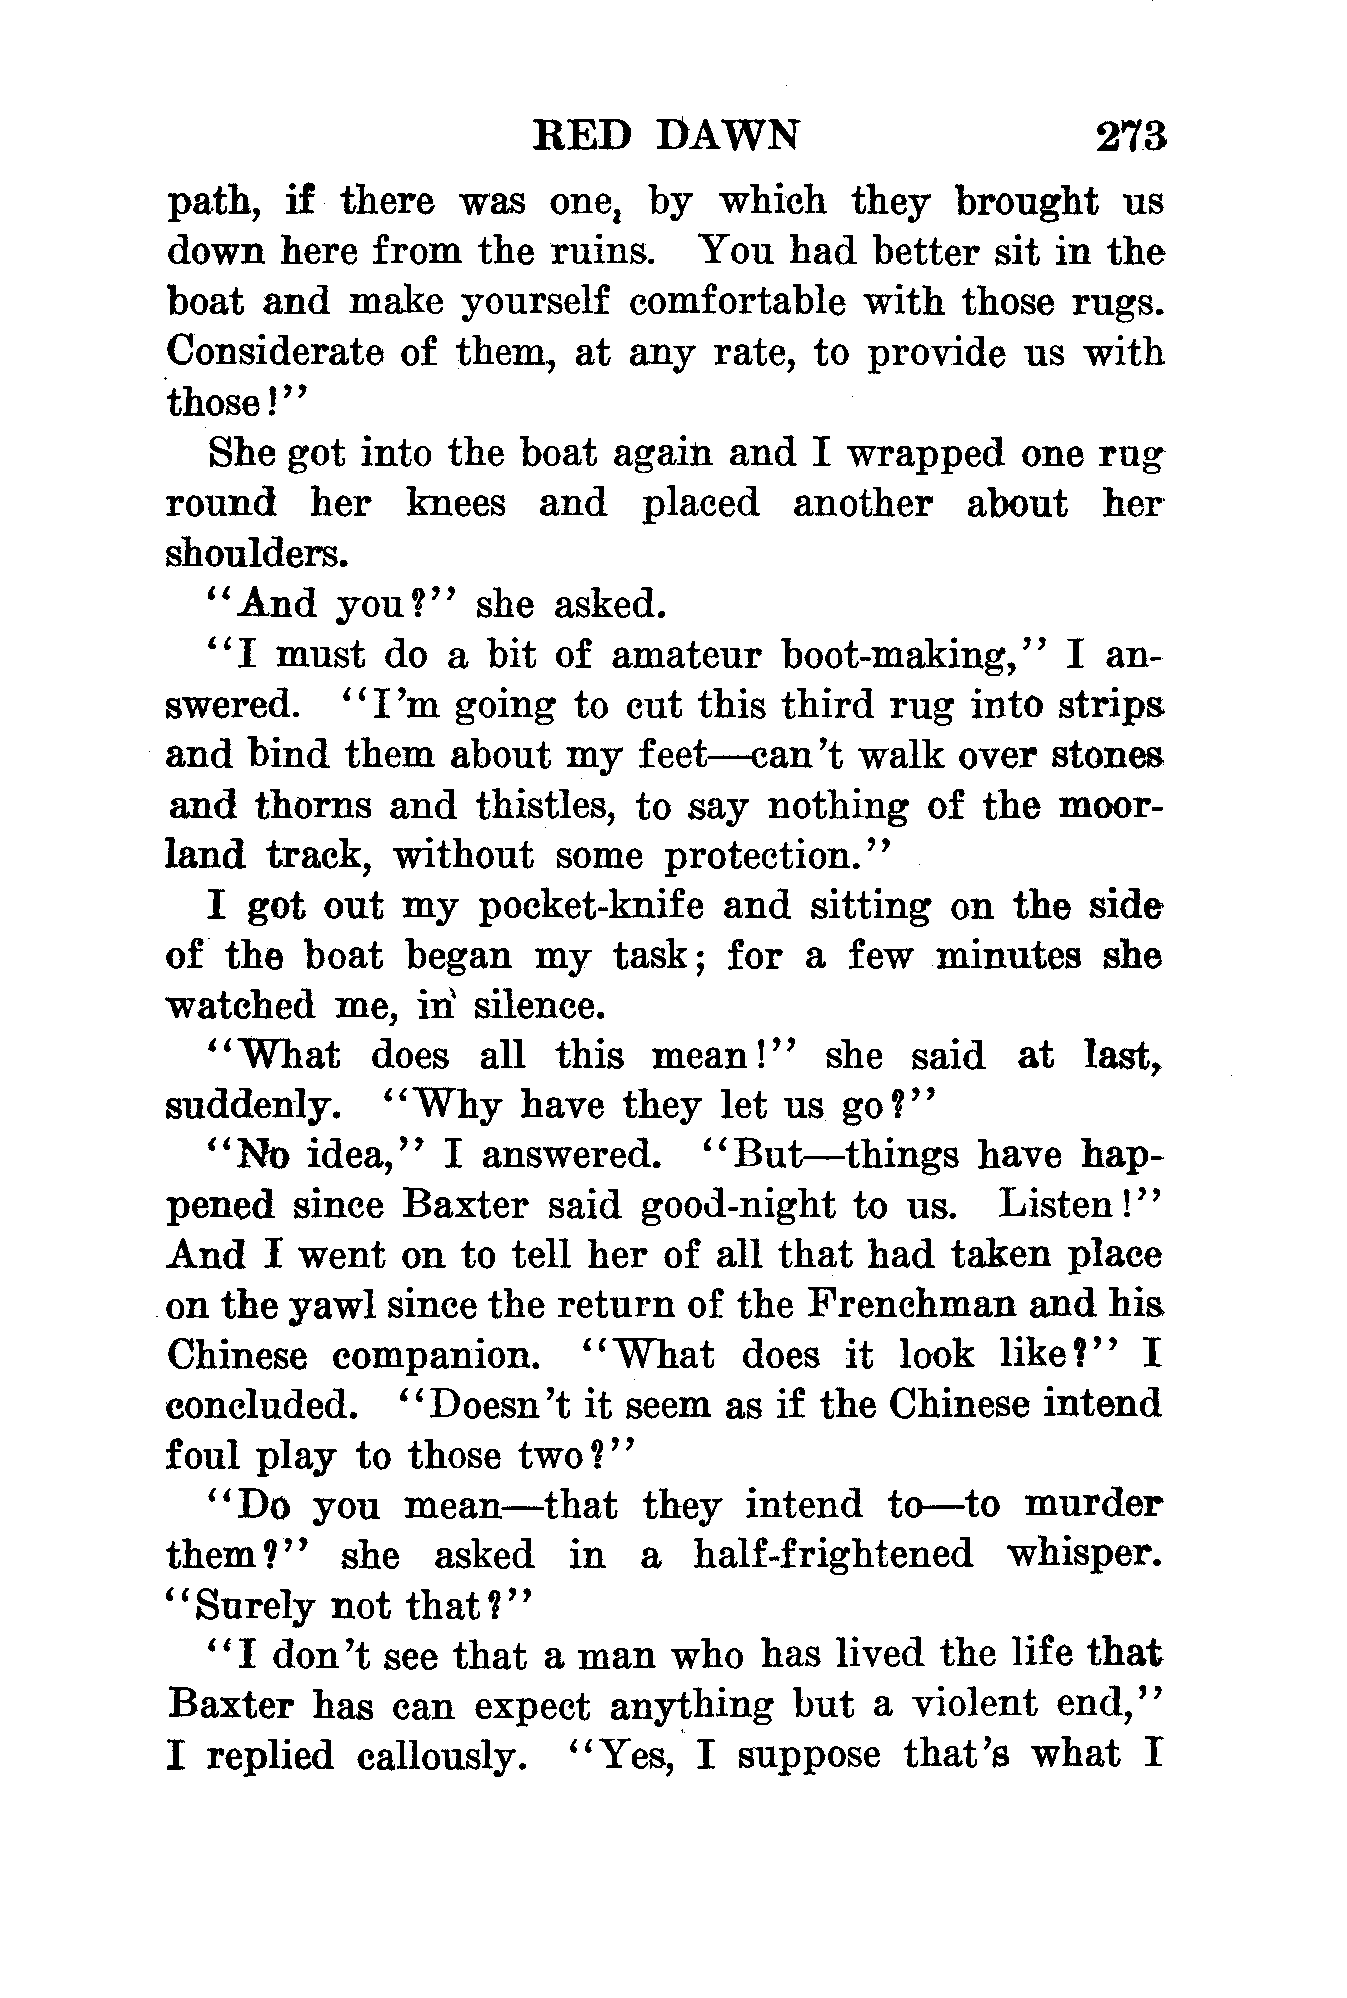 RED DAWN 273
path, if there was one, by which they brought us
down here from the ruins. You had better sit in the
boat and make yourself comfortable with those rugs.
Considerate of them, at any rate, to provide us with
those!"
She got into the boat again and I wrapped one rug
round her knees and placed another about her
shoulders.
"And you?" she asked.
"I must do a bit of amateur boot-making," I an-
swered. "I'm going to cut this third rug into strips
and bind them about my feet—can't walk over stones
and thorns and thistles, to say nothing of the moor-
land track, without some protection."
I got out my pocket-knife and sitting on the side
of the boat began my task; for a few minutes she
watched me, in silence.
"What does all this mean!" she said at last,
suddenly. "Why have they let us go?"
"No idea," I answered. "But—things have hap-
pened since Baxter said good-night to us. Listen!"
And I went on to tell her of all that had taken place
on the yawl since the return of the Frenchman and his
Chinese companion. "What does it look like?" I
concluded. "Doesn't it seem as if the Chinese intend
foul play to those two?"
"Do you mean—that they intend to—to murder
them?" she asked in a half-frightened whisper.
"Surely not that?"
"I don't see that a man who has lived the life that
Baxter has can expect anything but a violent end,"
I replied callously. "Yes, I suppose that's what I